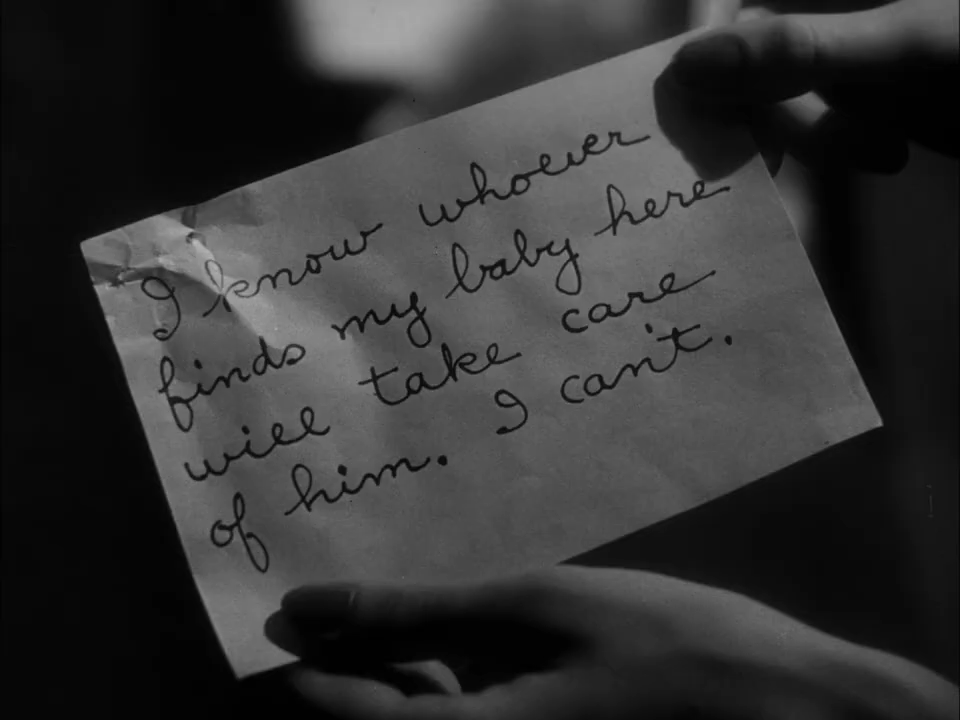 I know whoever
finds my baby here
will take care
of him. I can't.